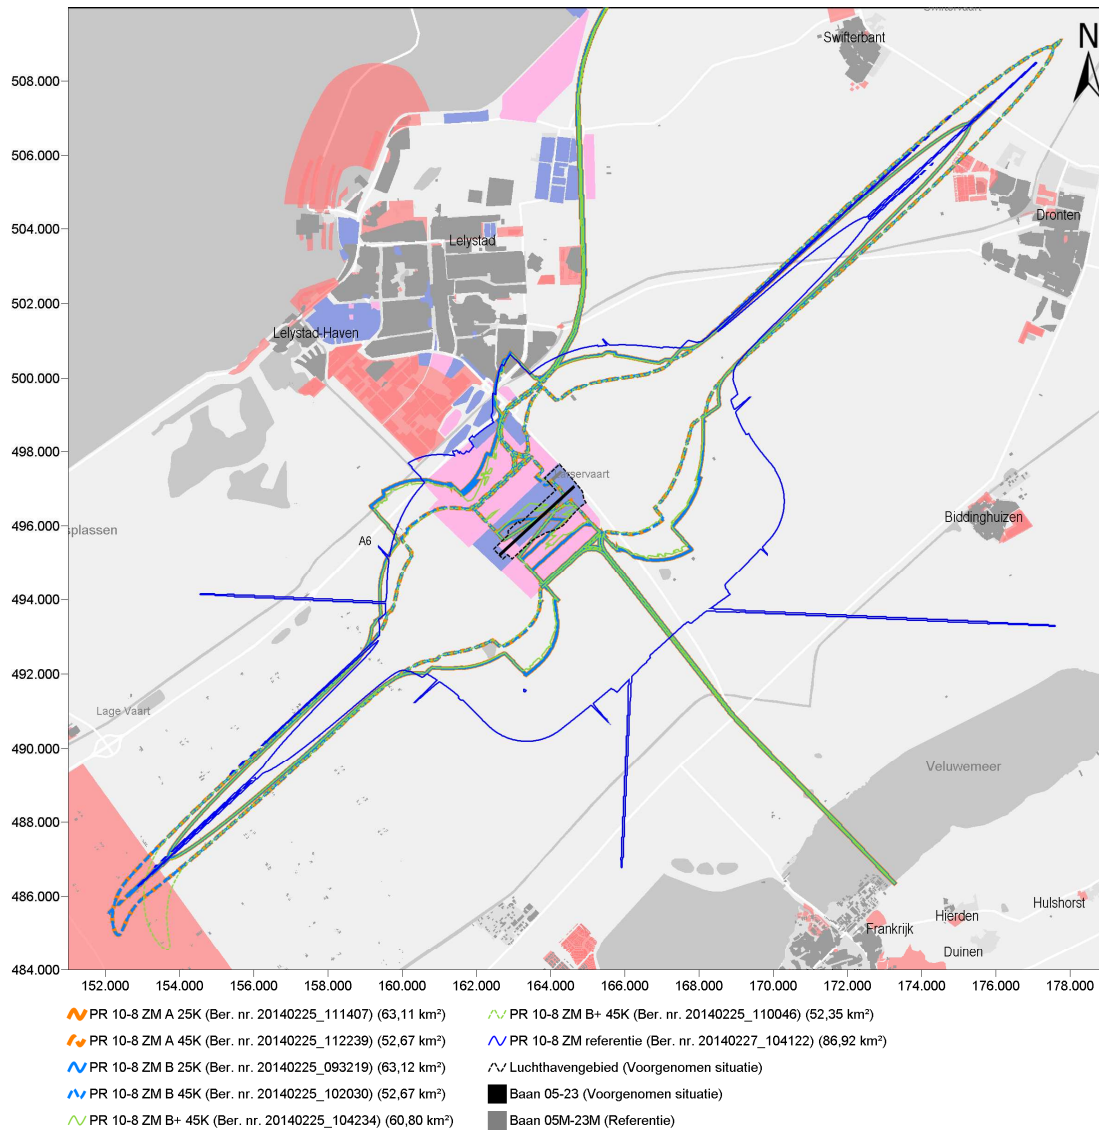 508.000
506.000
504.000
502.000
500.000
498.000
496.000
494.000
492.000
490.000
488.000
486.000
484.000
Swifterbant
N
Dronten
Lelystad
Lelystad-Haven
splassen
A6
Biddinghuizen
Lage Vaart
Veluwemeer
Hulshorst
Hierden
Frankrijk
Duinen
152.000 154.000 156.000 158.000 160.000 162.000 164.000 166.000 168.000 170.000 172.000 174.000 176.000 178.000
PR 10-8 ZM A 25K (Ber. nr. 20140225_111407) (63,11 km²)
PR 10-8 ZM A 45K (Ber. nr. 20140225_112239) (52,67 km²)
PR 10-8 ZM B 25K (Ber. nr. 20140225_093219) (63,12 km²)
PR 10-8 ZM B 45K (Ber. nr. 20140225_102030) (52,67 km²)
PR 10-8 ZM B+ 45K (Ber. nr. 20140225_104234) (60,80 km²)
PR 10-8 ZM B+ 45K (Ber. nr. 20140225_110046) (52,35 km²)
PR 10-8 ZM referentie (Ber. nr. 20140227_104122) (86,92 km²)
Luchthavengebied (Voorgenomen situatie)
Baan 05-23 (Voorgenomen situatie)
Baan 05M-23M (Referentie)